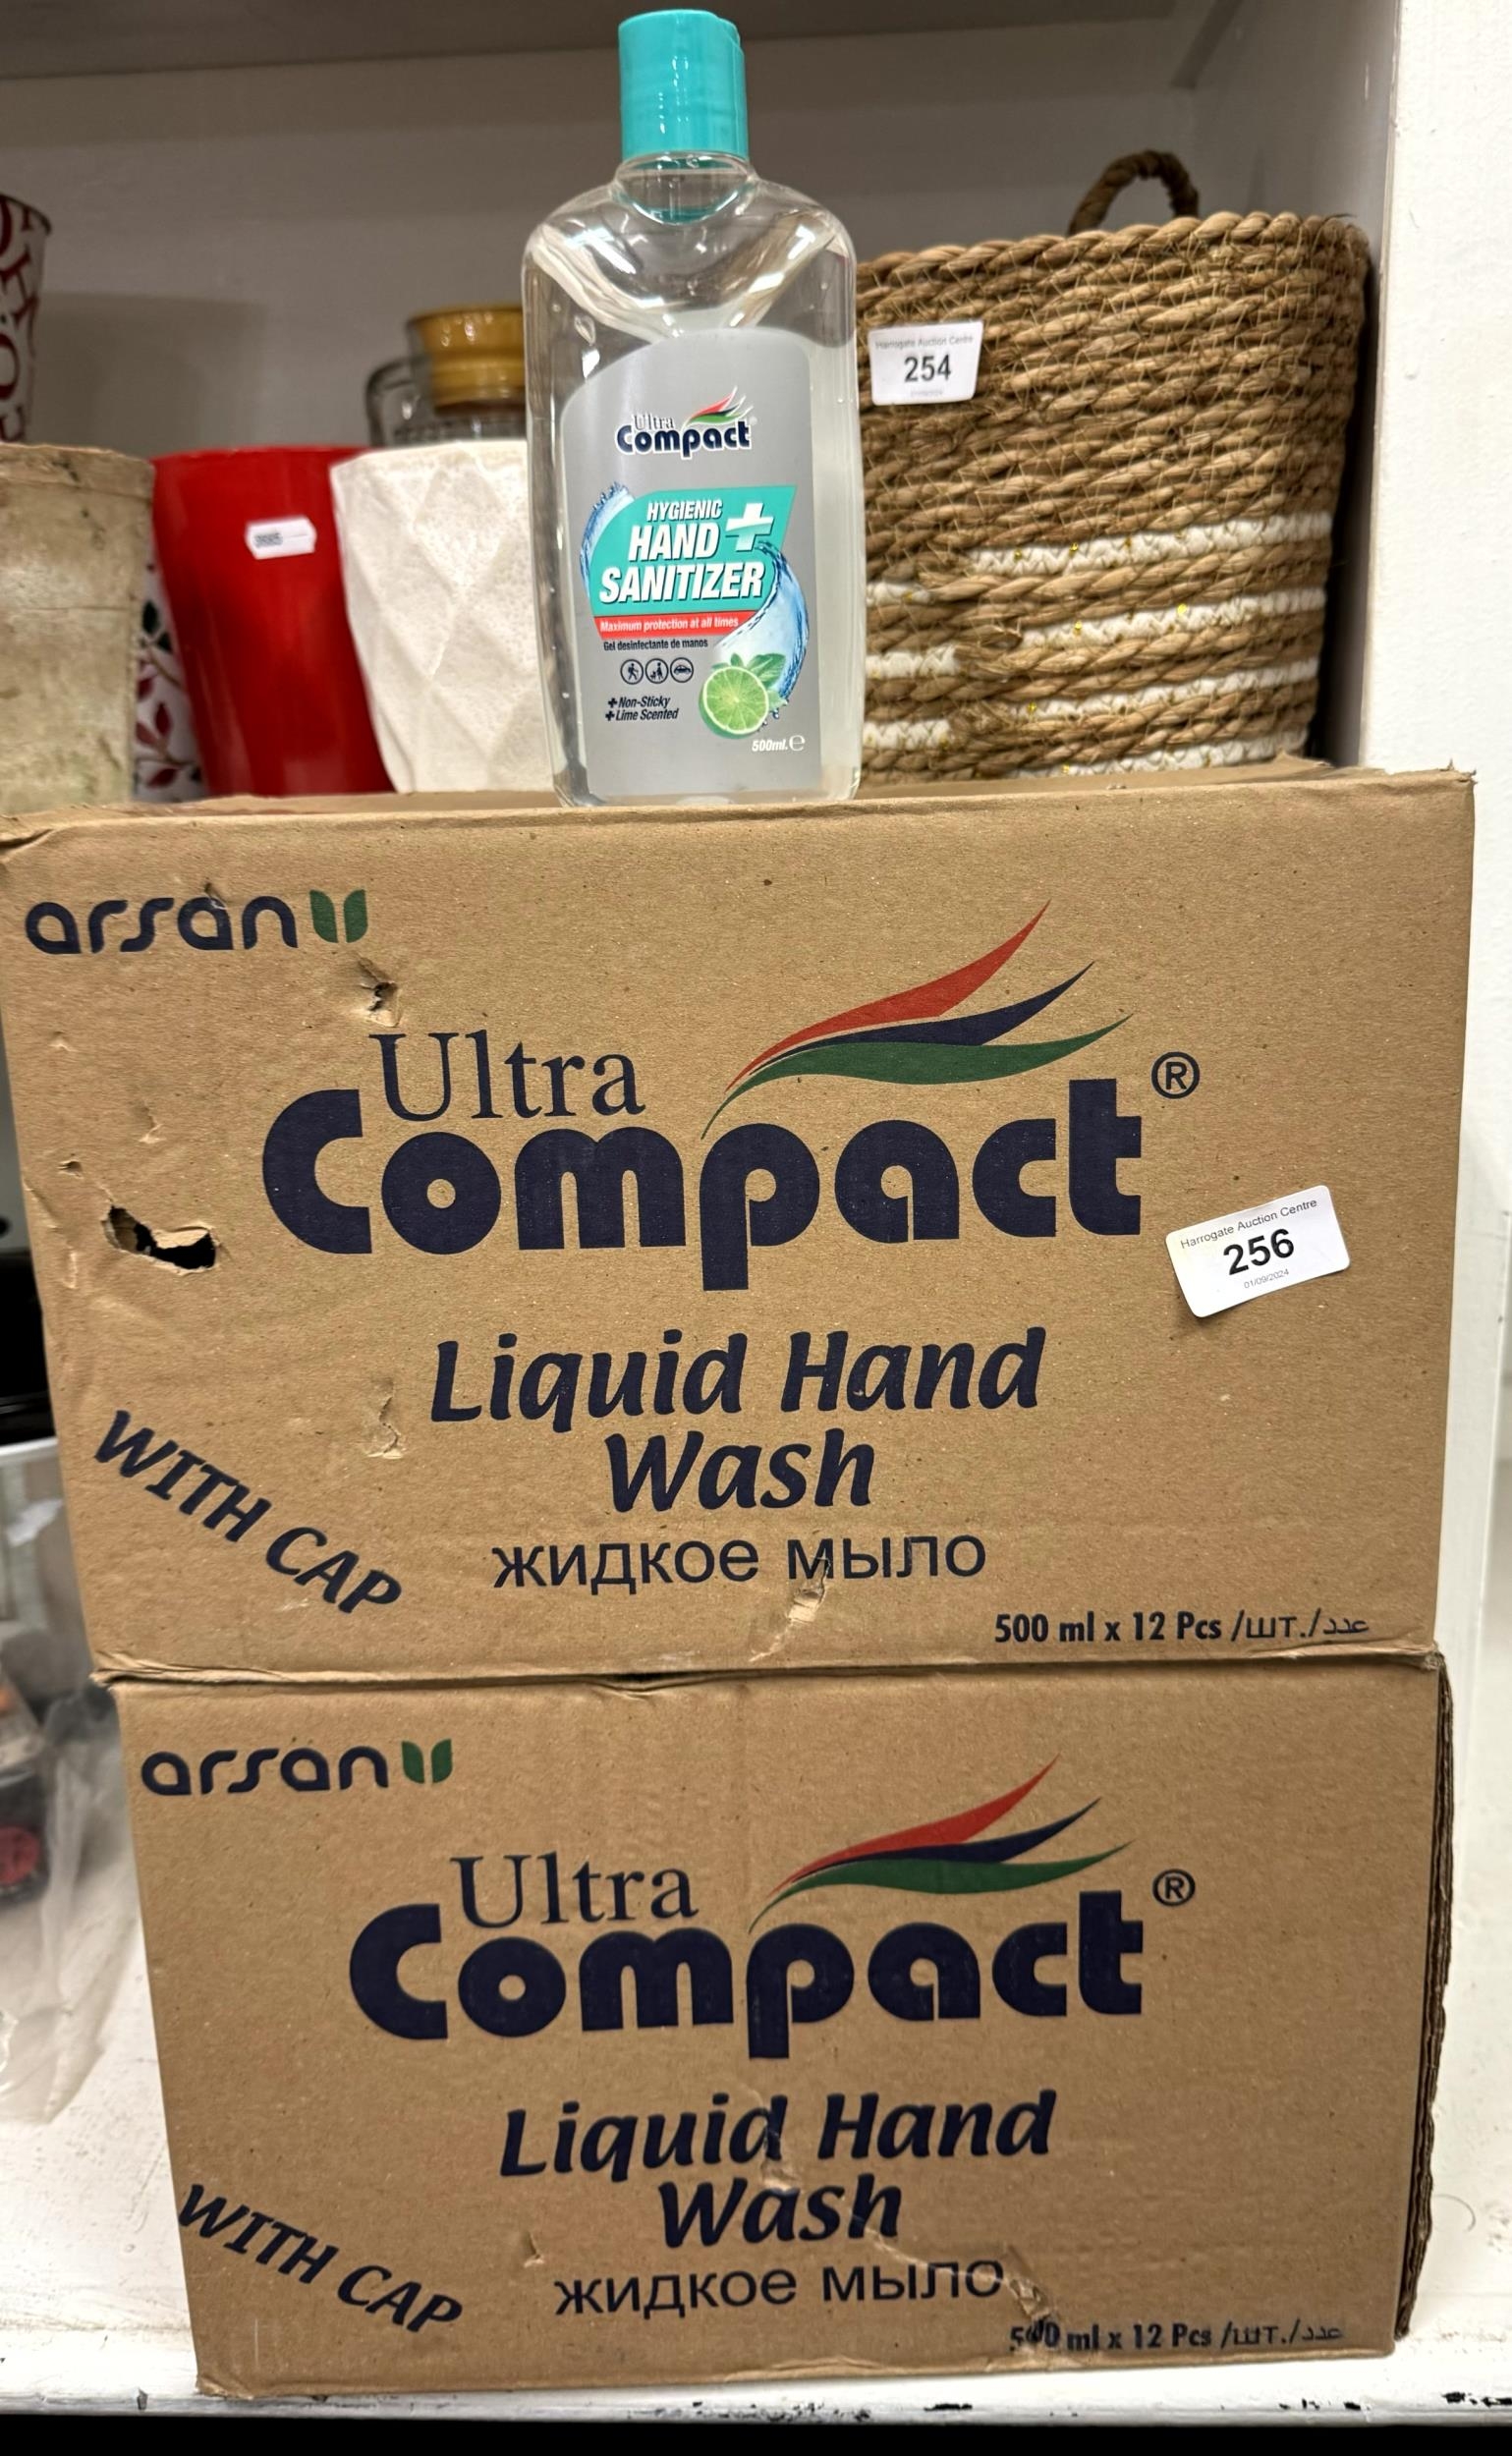 Ultra
Compact
HYGIENIC
HAND
SANITIZER
Maximum protection at all times
Gel desinfectante de manos
+Non-Sticky
+Lime Scented
500ml.℮
Harrogate Auction Centre
254
arsan
Ultra
Compact®
Harrogate Auction Centre
256
01/09/2024
Liquid Hand
Wash
WITH CAP
жидкое мыло
500 ml x 12 Pcs /шт./عدد
arsan
Ultra
Compact®
Liquid Hand
Wash
WITH CAP
жидкое мыло
500 ml x 12 Pcs /шт./عدد